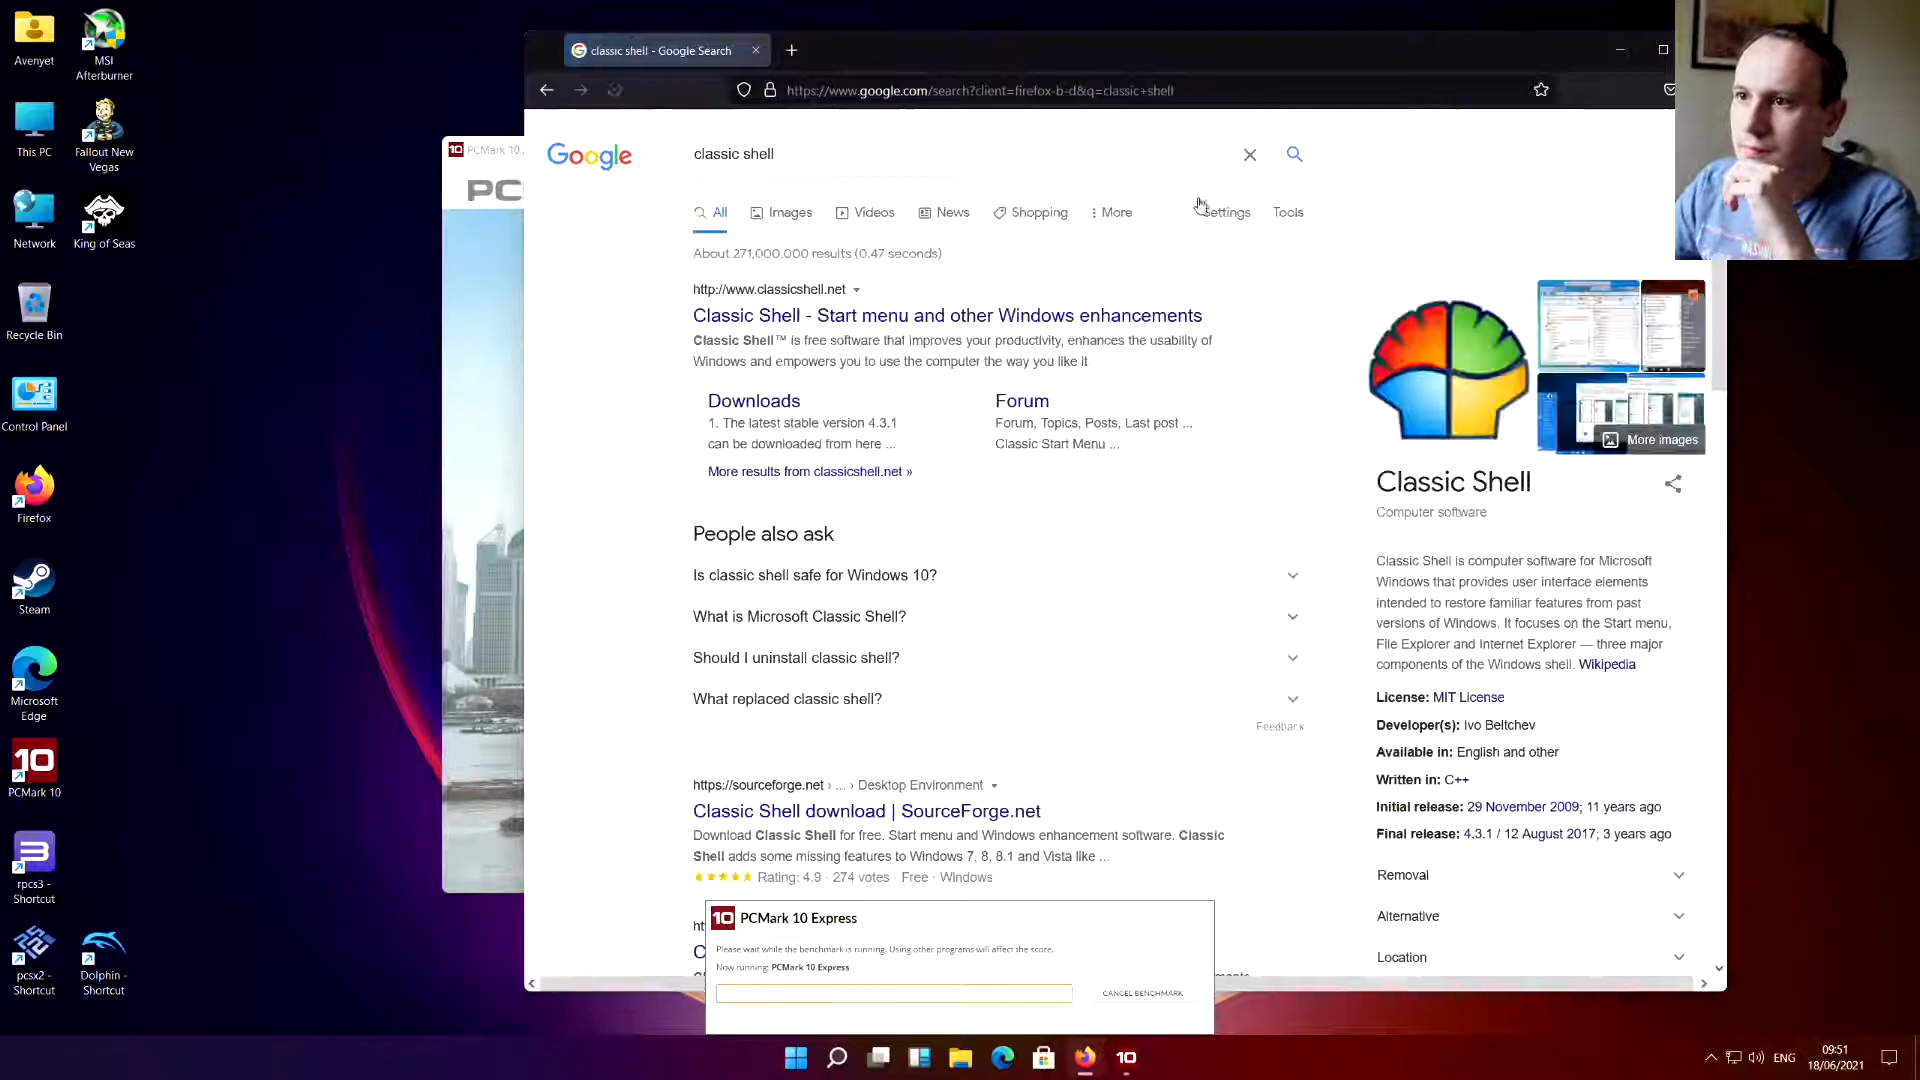 Avenyet
MSI
Afterburner
This PC
Fallout New
Vegas
Network
King of Seas
Recycle Bin
Control Panel
Firefox
Steam
Microsoft
Edge
10
PCMark 10
rpcs3 -
Shortcut
pcsx2 -
Shortcut
Dolphin -
Shortcut
10 PCMark 10
PC
classic shell - Google Search
https://www.google.com/search?client=firefox-b-d&q=classic+shell
Google
classic shell
All Images Videos News Shopping More Settings Tools
About 271,000,000 results (0.47 seconds)
http://www.classicshell.net
Classic Shell - Start menu and other Windows enhancements
Classic Shell™ is free software that improves your productivity, enhances the usability of
Windows and empowers you to use the computer the way you like it
Downloads
1. The latest stable version 4.3.1
can be downloaded from here ...
Forum
Forum, Topics, Posts, Last post ...
Classic Start Menu ...
More results from classicshell.net »
People also ask
Is classic shell safe for Windows 10?
What is Microsoft Classic Shell?
Should I uninstall classic shell?
What replaced classic shell?
Feedback
https://sourceforge.net › ... › Desktop Environment
Classic Shell download | SourceForge.net
Download Classic Shell for free. Start menu and Windows enhancement software. Classic
Shell adds some missing features to Windows 7, 8, 8.1 and Vista like ...
Rating: 4.9 · 274 votes · Free · Windows
More images
Classic Shell
Computer software
Classic Shell is computer software for Microsoft
Windows that provides user interface elements
intended to restore familiar features from past
versions of Windows. It focuses on the Start menu,
File Explorer and Internet Explorer — three major
components of the Windows shell. Wikipedia
License: MIT License
Developer(s): Ivo Beltchev
Available in: English and other
Written in: C++
Initial release: 29 November 2009; 11 years ago
Final release: 4.3.1 / 12 August 2017; 3 years ago
Removal
Alternative
Location
10 PCMark 10 Express
Please wait while the benchmark is running. Using other programs will affect the score.
Now running: PCMark 10 Express
CANCEL BENCHMARK
10
ENG
09:51
18/06/2021